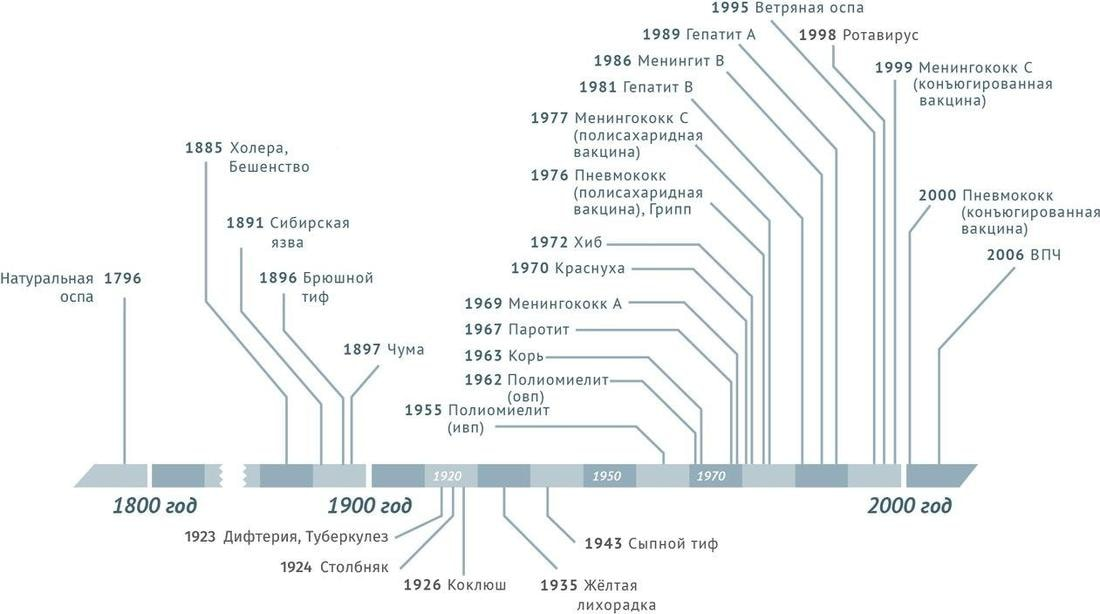 1995 Ветряная оспа
1989 Гепатит А
1998 Ротавирус
1986 Менингит В
1999 Менингококк С
(конъюгированная
вакцина)
1981 Гепатит В
1977 Менингококк С
(полисахаридная
вакцина)
1885 Холера,
Бешенство
1976 Пневмококк
(полисахаридная
вакцина), Грипп
2000 Пневмококк
(конъюгированная
вакцина)
1891 Сибирская
язва
1972 Хиб
2006 ВПЧ
1970 Краснуха
Натуральная 1796
оспа
1896 Брюшной
тиф
1969 Менингококк А
1967 Паротит
1897 Чума
1963 Корь
1962 Полиомиелит
(овп)
1955 Полиомиелит
(ивп)
1920 1950 1970
1800 год 1900 год 2000 год
1923 Дифтерия, Туберкулез
1943 Сыпной тиф
1924 Столбняк
1926 Коклюш
1935 Жёлтая
лихорадка